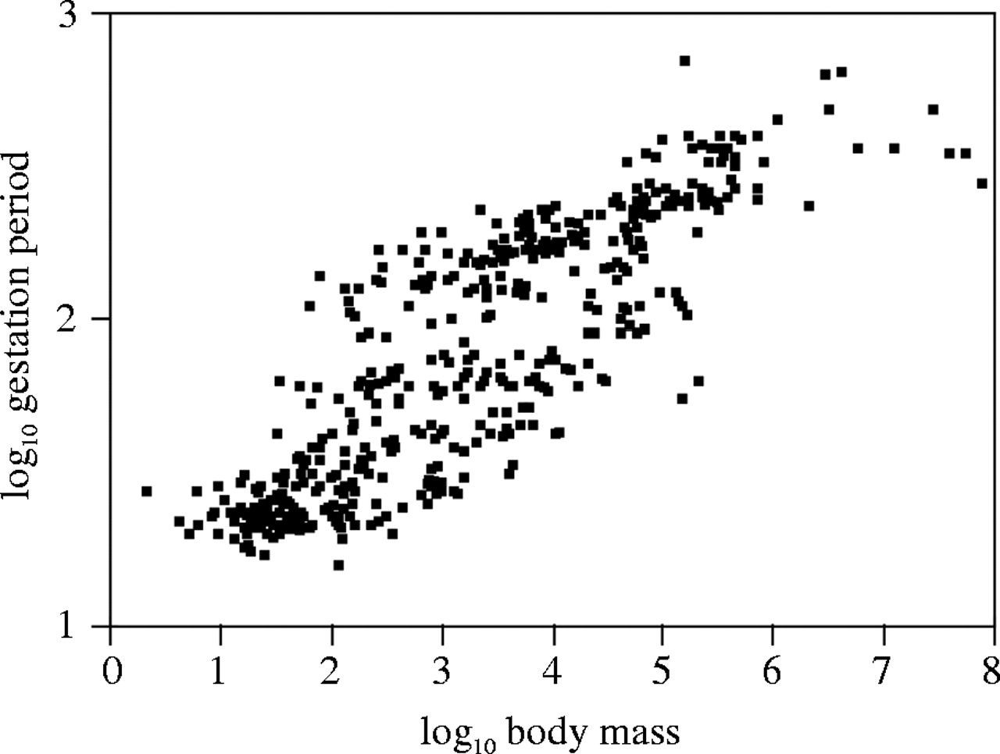 3
2
1
log₁₀ gestation period
0 1 2 3 4 5 6 7 8
log₁₀ body mass